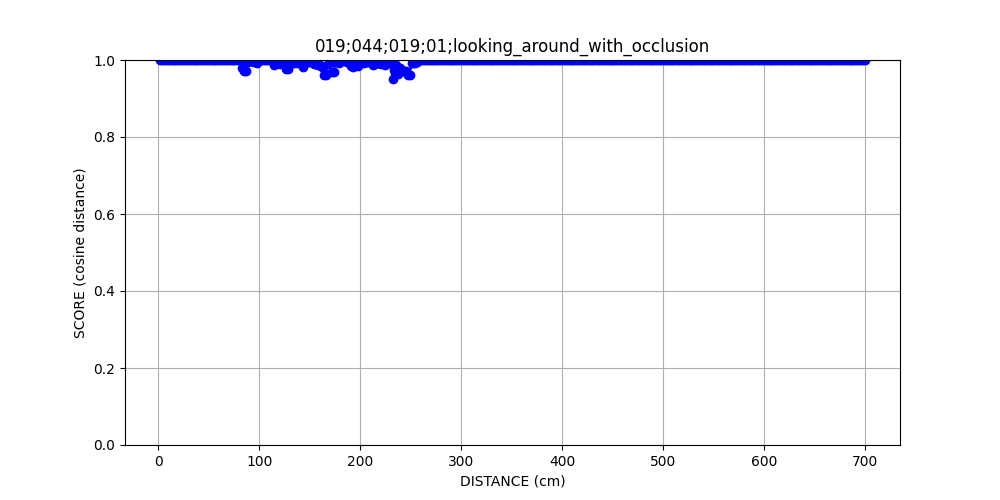 019;044;019;01;looking_around_with_occlusion
1.0
0.8
0.6
0.4
0.2
0.0
SCORE (cosine distance)
0 100 200 300 400 500 600 700
DISTANCE (cm)